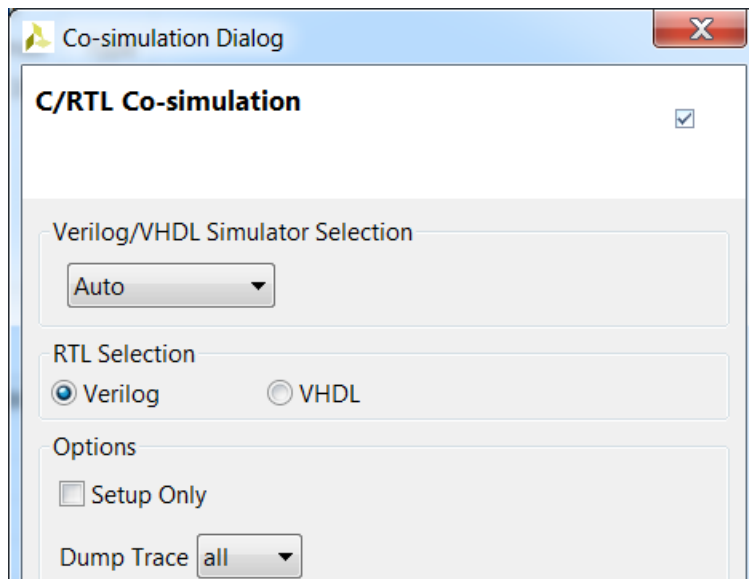 Co-simulation Dialog
C/RTL Co-simulation
Verilog/VHDL Simulator Selection
Auto
RTL Selection
Verilog VHDL
Options
Setup Only
Dump Trace all